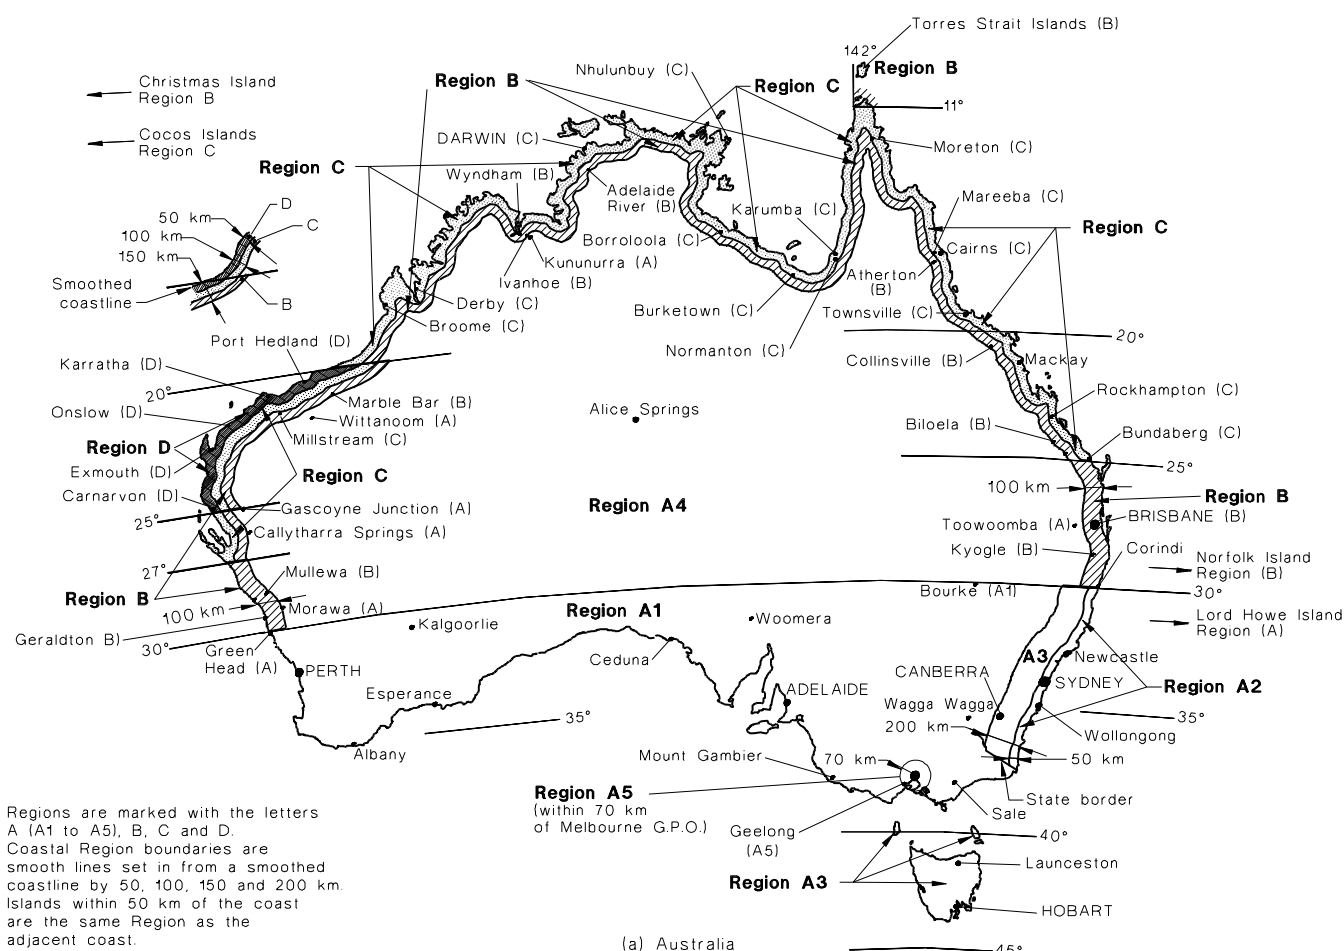 Torres Strait Islands (B)
142°
Region B
Nhulunbuy (C)
Region B
Region C
Christmas Island
Region B
11°
Cocos Islands
Region C
DARWIN (C)
Moreton (C)
Region C
Wyndham (B)
Adelaide
River (B)
Mareeba (C)
Karumba (C)
50 km
D
C
100 km
150 km
Region C
Borroloola (C)
Cairns (C)
Kununurra (A)
Atherton
(B)
Ivanhoe (B)
Smoothed
coastline
B
Derby (C)
Broome (C)
Burketown (C)
Townsville (C)
Port Hedland (D)
Normanton (C)
20°
Collinsville (B)
Mackay
Karratha (D)
20°
Marble Bar (B)
Rockhampton (C)
Onslow (D)
Wittanoom (A)
Alice Springs
Biloela (B)
Millstream (C)
Bundaberg (C)
Region D
Exmouth (D)
Region C
25°
Carnarvon (D)
100 km
Region B
Region A4
Gascoyne Junction (A)
25°
BRISBANE (B)
Toowoomba (A)
Callytharra Springs (A)
Kyogle (B)
Corindi
Norfolk Island
Region (B)
27°
Mullewa (B)
Bourke (A1)
30°
Region B
100 km
Morawa (A)
Region A1
Woomera
Lord Howe Island
Region (A)
Kalgoorlie
Geraldton B)
30°
Green
Head (A)
Ceduna
A3
Newcastle
PERTH
CANBERRA
SYDNEY
Region A2
Esperance
ADELAIDE
Wagga Wagga
35°
35°
200 km
Wollongong
Albany
Mount Gambier
70 km
50 km
Region A5
(within 70 km
of Melbourne G.P.O.)
State border
Sale
Geelong
(A5)
40°
Regions are marked with the letters
A (A1 to A5), B, C and D.
Coastal Region boundaries are
smooth lines set in from a smoothed
coastline by 50, 100, 150 and 200 km.
Islands within 50 km of the coast
are the same Region as the
adjacent coast.
Launceston
Region A3
HOBART
(a) Australia
45°